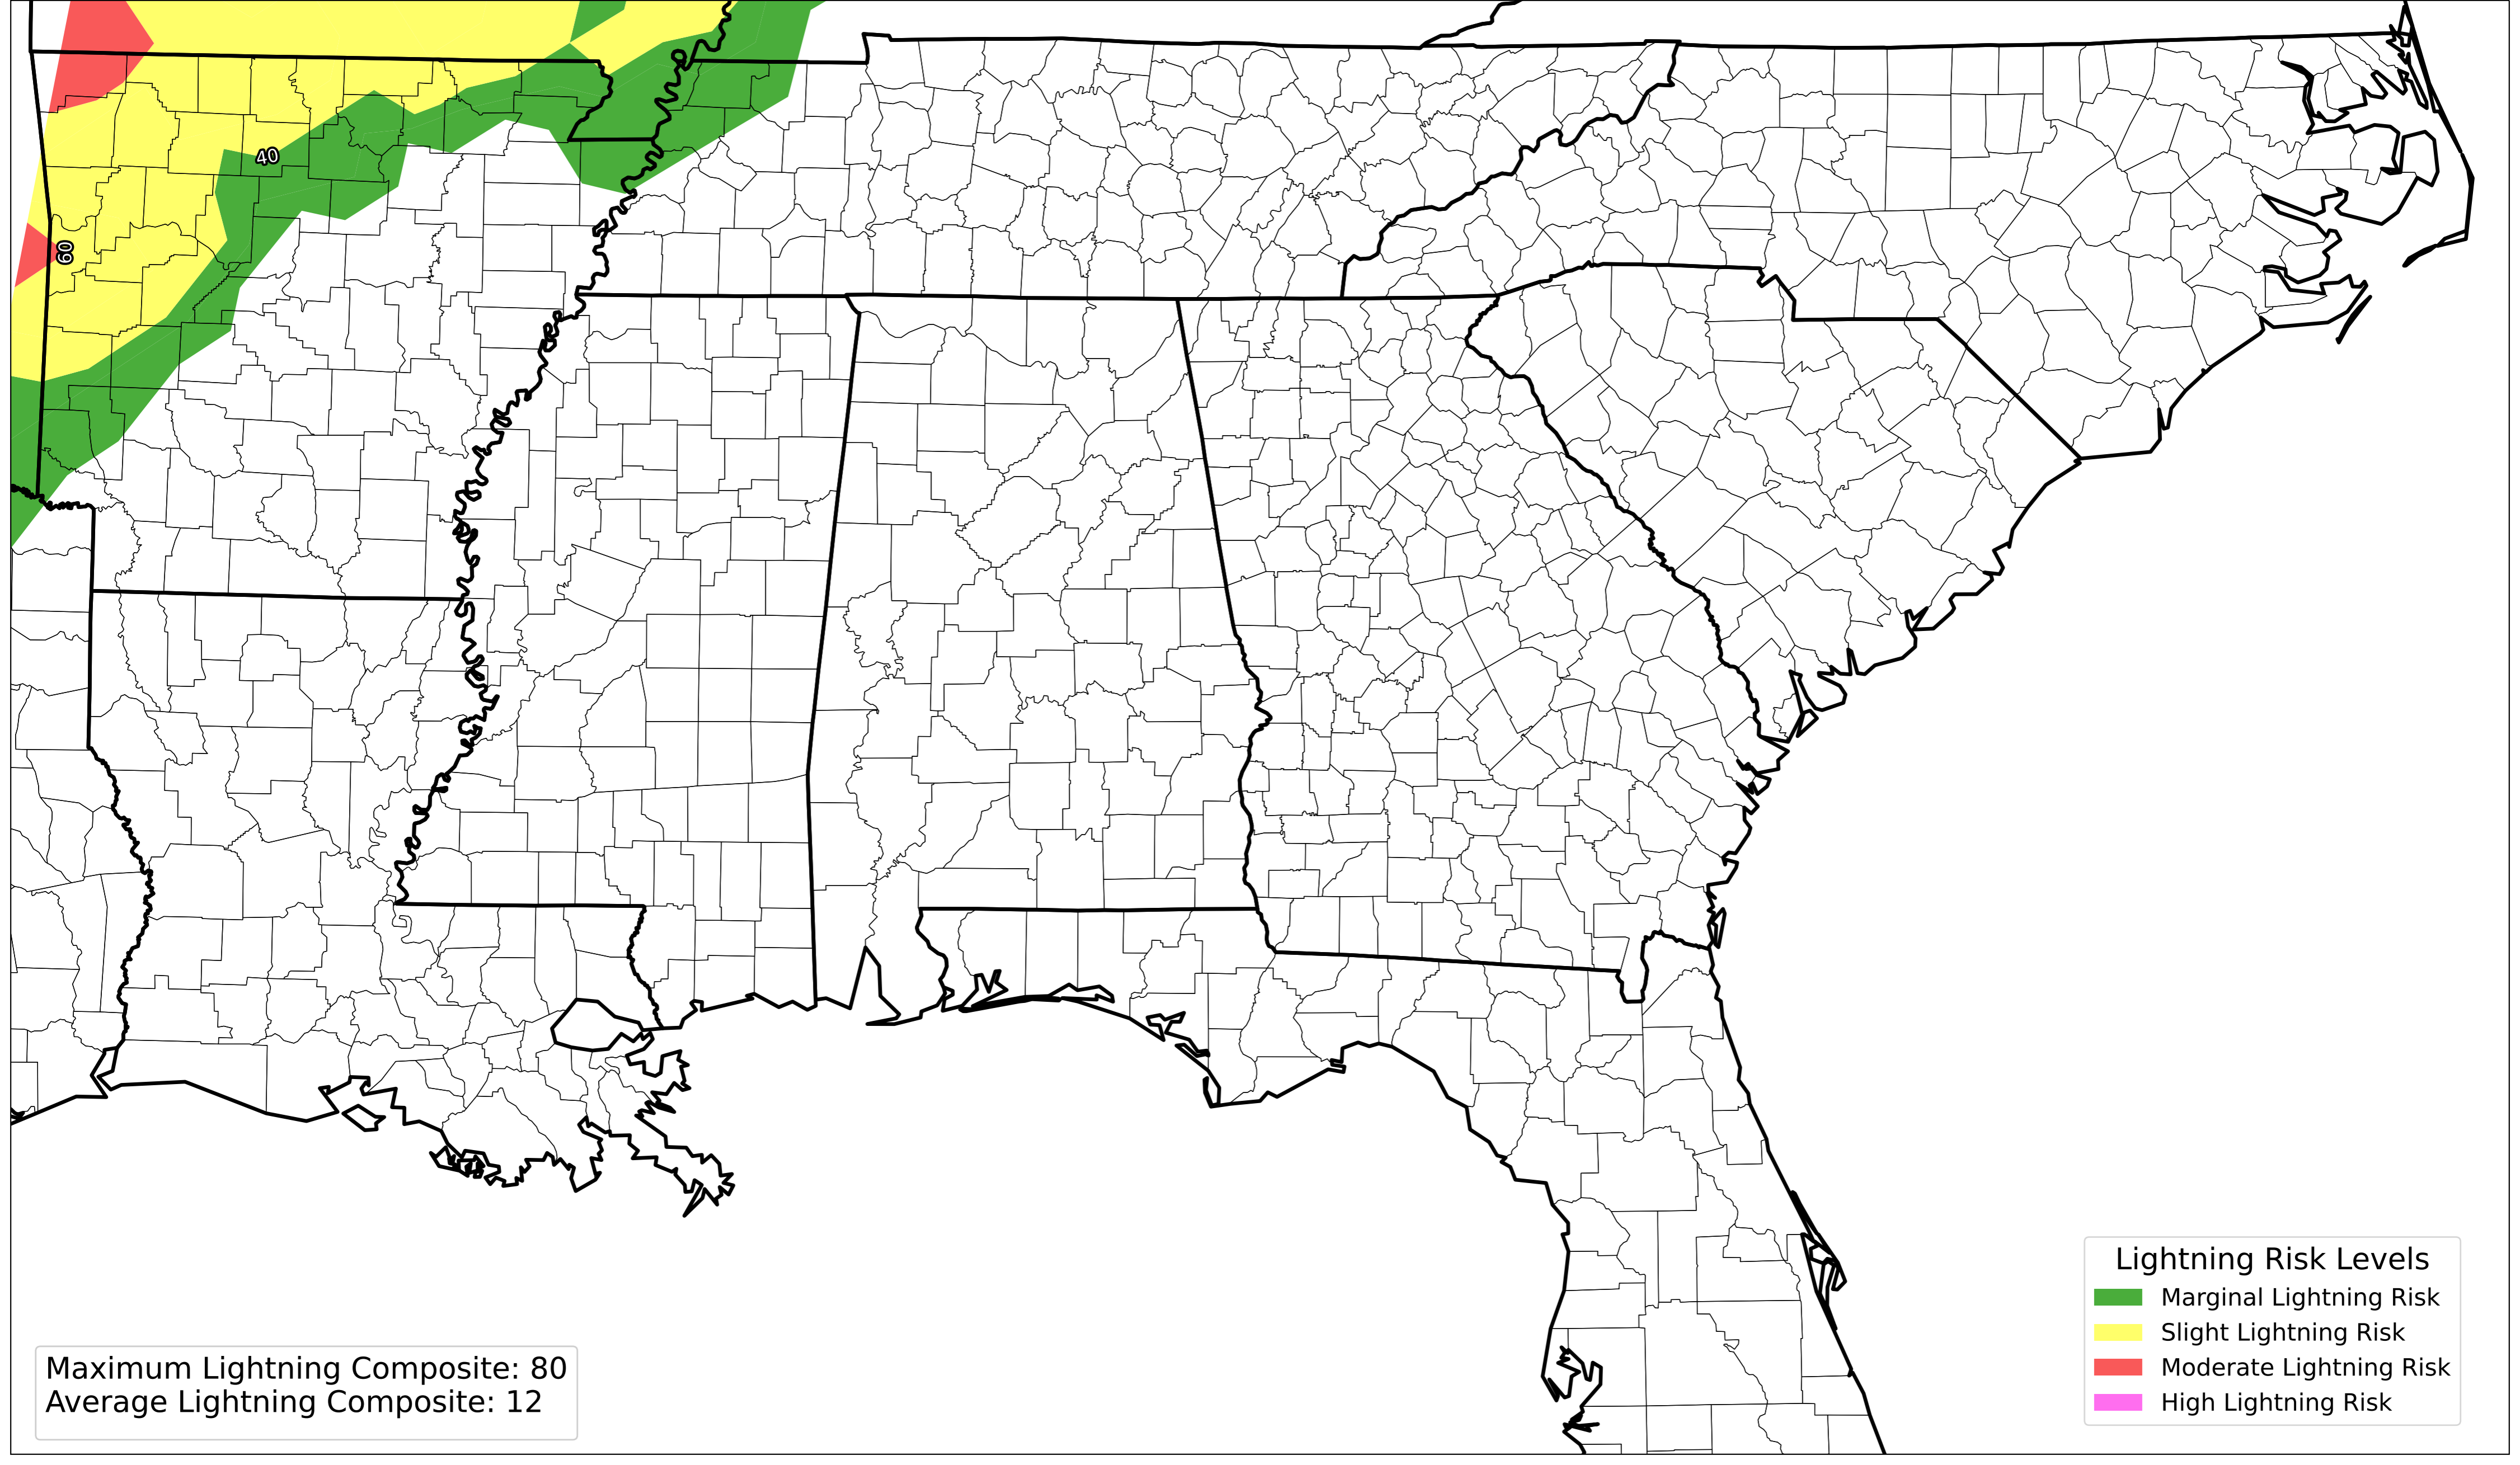 40
60
Lightning Risk Levels
Marginal Lightning Risk
Slight Lightning Risk
Moderate Lightning Risk
High Lightning Risk
Maximum Lightning Composite: 80
Average Lightning Composite: 12